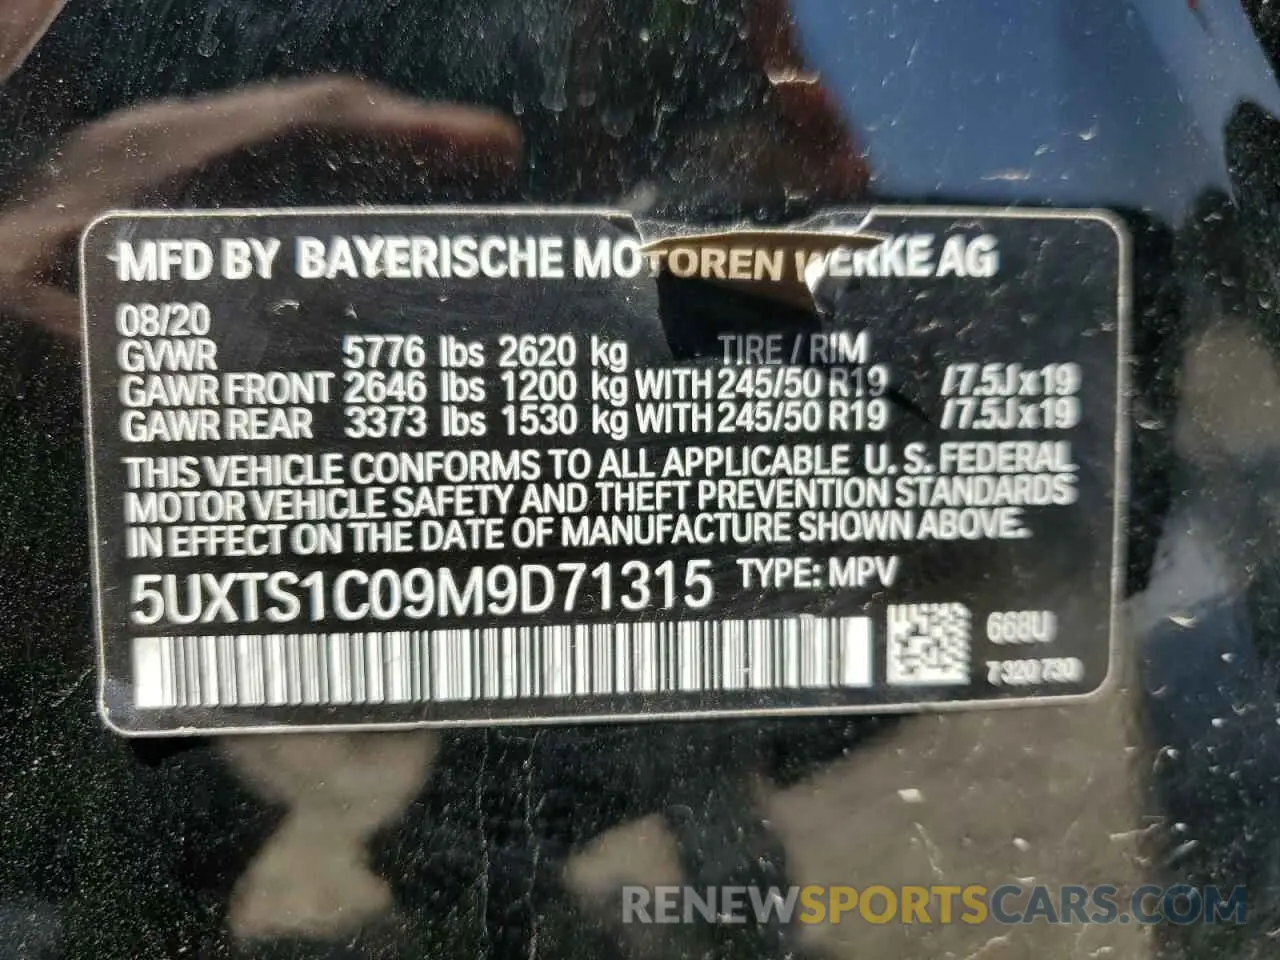 MFD BY BAYERISCHE MOTOREN WERKE AG
08/20
GVWR 5776 lbs 2620 kg TIRE / RIM
GAWR FRONT 2646 lbs 1200 kg WITH 245/50 R19 /7.5Jx19
GAWR REAR 3373 lbs 1530 kg WITH 245/50 R19 /7.5Jx19
THIS VEHICLE CONFORMS TO ALL APPLICABLE U. S. FEDERAL
MOTOR VEHICLE SAFETY AND THEFT PREVENTION STANDARDS
IN EFFECT ON THE DATE OF MANUFACTURE SHOWN ABOVE.
5UXTS1C09M9D71315 TYPE: MPV
668U
7320730
RENEWSPORTSCARS.COM